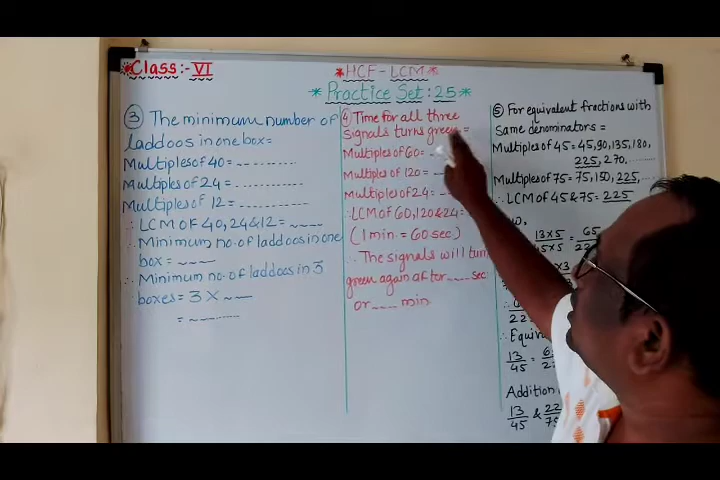 *Class:- VI
*HCF - LCM*
* Practice Set : 25 *
③ The minimum number of
laddoos in one box=
Multiples of 40 = ...........
Multiples of 24 = ...........
Multiples of 12 = ...........
∴ LCM of 40, 24 & 12 = ~~~~
∴ Minimum no. of laddoos in one
box = ~~~~
∴ Minimum no. of laddoos in 3
boxes = 3 × ~~~
= ~~~~~
④ Time for all three
signals turns green =
Multiples of 60 =
Multiples of 120 =
Multiples of 24 =
∴ LCM of 60, 120 & 24 =
(1 min. = 60 sec.)
∴ The signals will turn
green again after .... sec
or .... min
⑤ For equivalent fractions with
same denominators =
Multiples of 45 = 45, 90, 135, 180,
225, 270. ...........
Multiples of 75 = 75, 150, 225, ....
∴ LCM of 45 & 75 = 225
13×5 = 65
45×5
×3
22
∴ Equiv
13/45 =
Addition
13/45 & 22/75